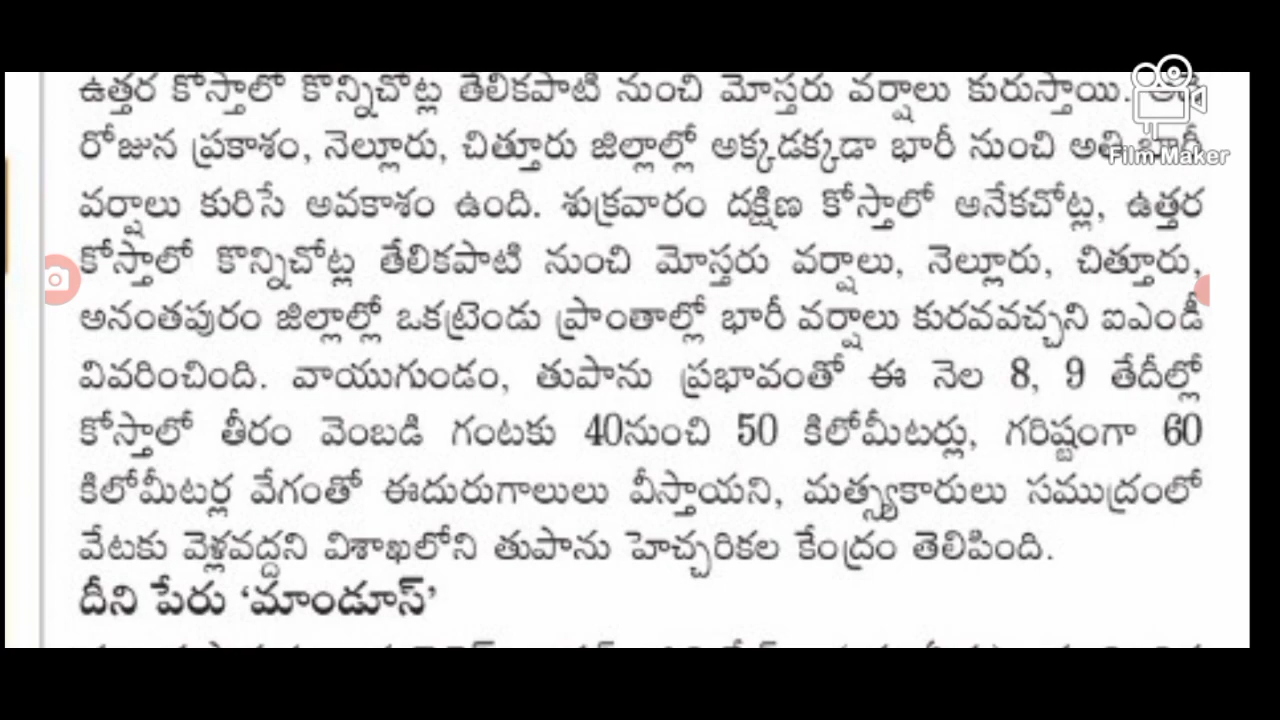 ఉత్తర కోస్తాలో కొన్నిచోట్ల తేలికపాటి నుంచి మోస్తరు వర్షాలు కురుస్తాయి. అదే
రోజున ప్రకాశం, నెల్లూరు, చిత్తూరు జిల్లాల్లో అక్కడక్కడా భారీ నుంచి అతి భారీ
వర్షాలు కురిసే అవకాశం ఉంది. శుక్రవారం దక్షిణ కోస్తాలో అనేకచోట్ల, ఉత్తర
కోస్తాలో కొన్నిచోట్ల తేలికపాటి నుంచి మోస్తరు వర్షాలు, నెల్లూరు, చిత్తూరు,
అనంతపురం జిల్లాల్లో ఒకట్రెండు ప్రాంతాల్లో భారీ వర్షాలు కురవవచ్చని ఐఎండీ
వివరించింది. వాయుగుండం, తుపాను ప్రభావంతో ఈ నెల 8, 9 తేదీల్లో
కోస్తాలో తీరం వెంబడి గంటకు 40నుంచి 50 కిలోమీటర్లు, గరిష్టంగా 60
కిలోమీటర్ల వేగంతో ఈదురుగాలులు వీస్తాయని, మత్స్యకారులు సముద్రంలో
వేటకు వెళ్లవద్దని విశాఖలోని తుపాను హెచ్చరికల కేంద్రం తెలిపింది.
దీని పేరు ‘మాండూస్’
Film Maker